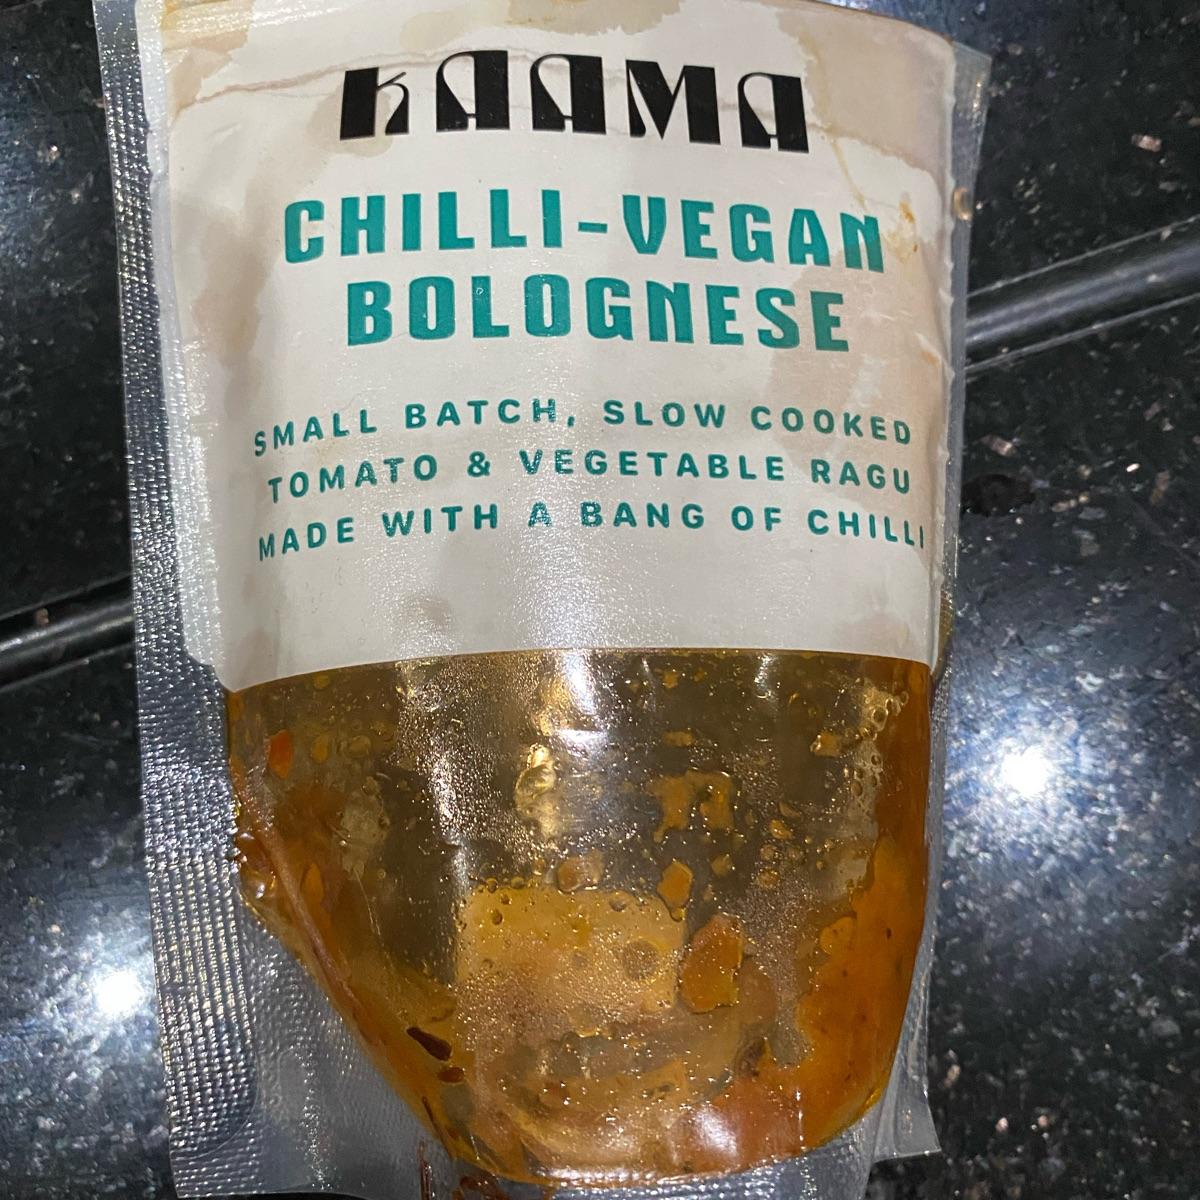 KAAMA
CHILLI-VEGAN
BOLOGNESE
SMALL BATCH, SLOW COOKED
TOMATO & VEGETABLE RAGU
MADE WITH A BANG OF CHILLI